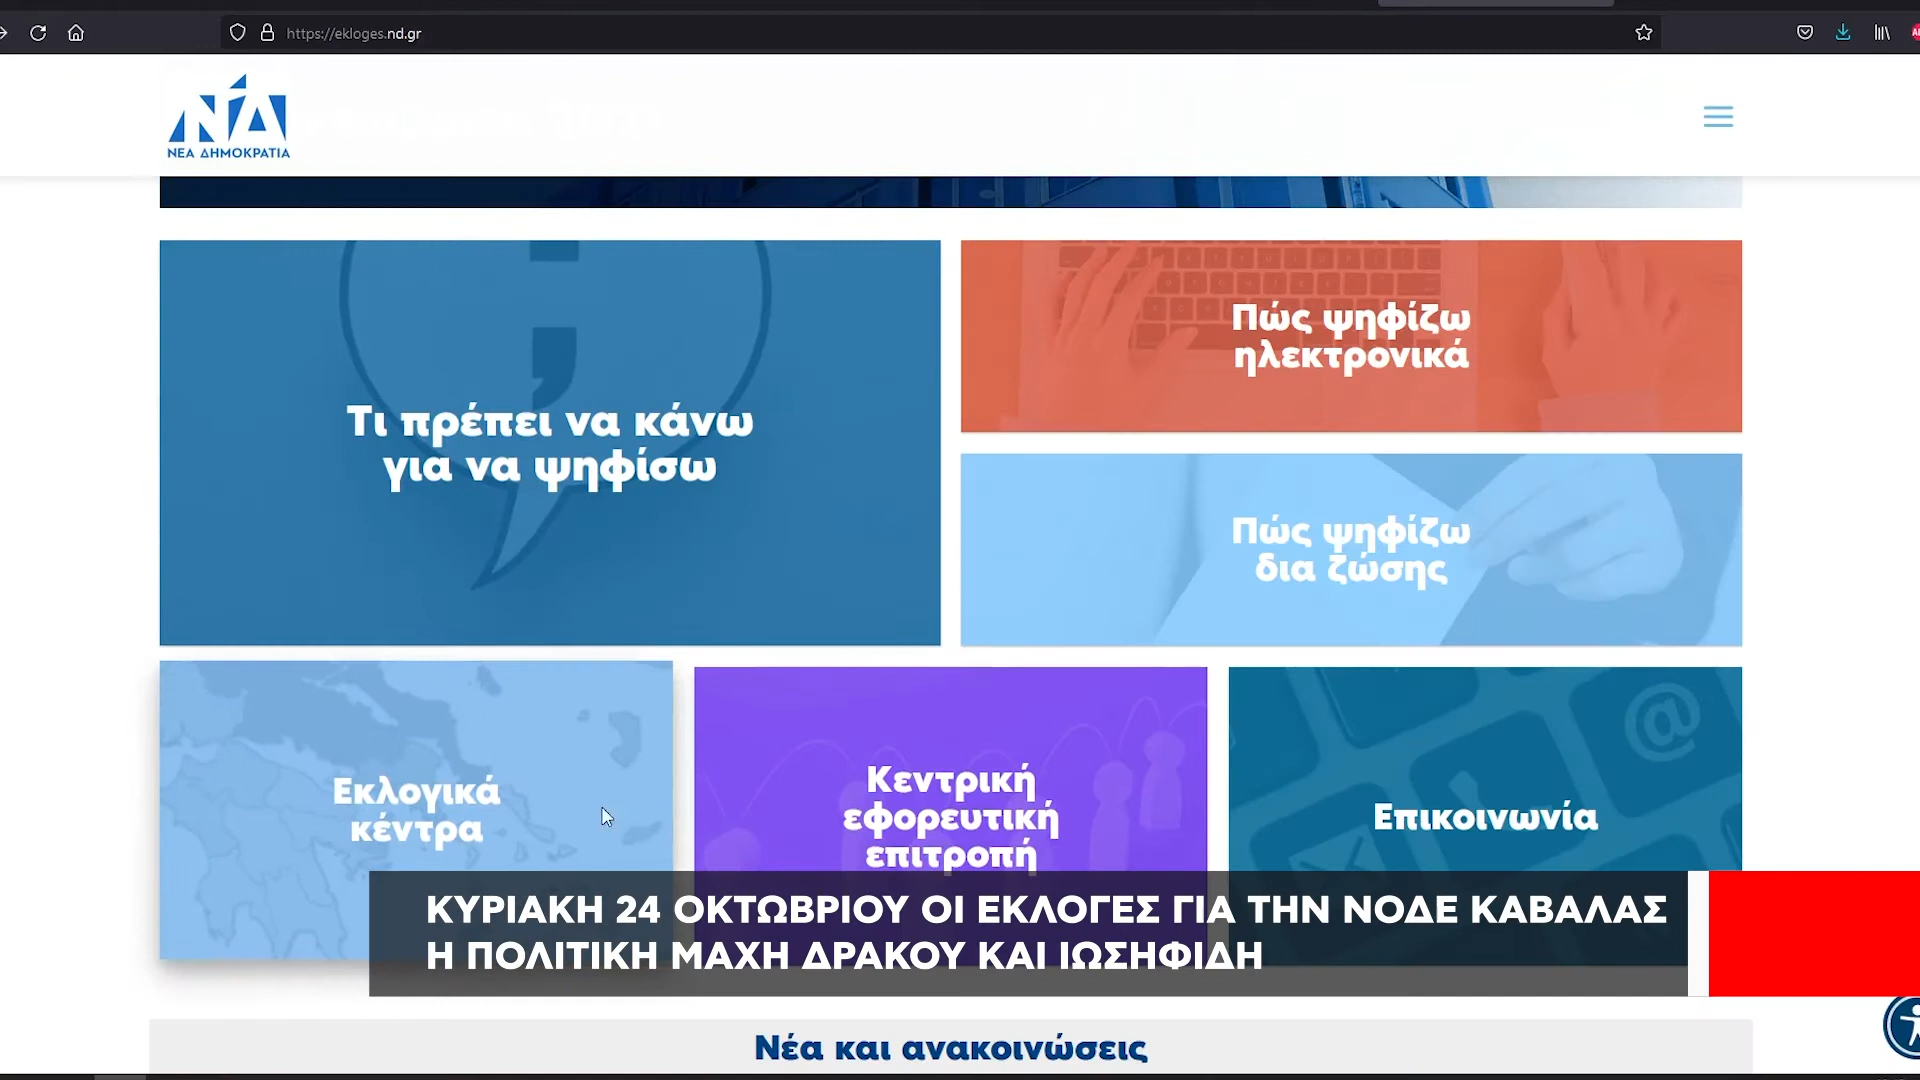 https://ekloges.nd.gr
ΝΔ
ΝΕΑ ΔΗΜΟΚΡΑΤΙΑ
Τι πρέπει να κάνω
για να ψηφίσω
Πώς ψηφίζω
ηλεκτρονικά
Πώς ψηφίζω
δια ζώσης
Εκλογικά
κέντρα
Κεντρική
εφορευτική
επιτροπή
Επικοινωνία
ΚΥΡΙΑΚΗ 24 ΟΚΤΩΒΡΙΟΥ ΟΙ ΕΚΛΟΓΕΣ ΓΙΑ ΤΗΝ ΝΟΔΕ ΚΑΒΑΛΑΣ
Η ΠΟΛΙΤΙΚΗ ΜΑΧΗ ΔΡΑΚΟΥ ΚΑΙ ΙΩΣΗΦΙΔΗ
Νέα και ανακοινώσεις